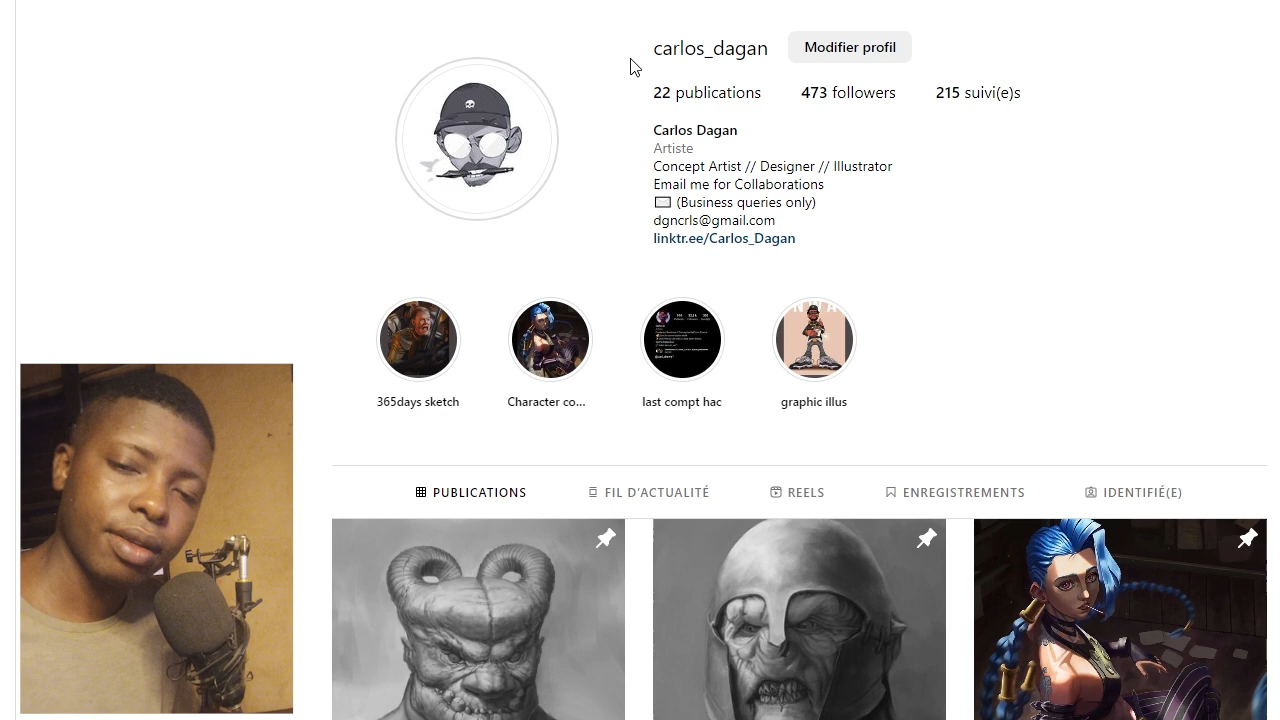 carlos_dagan Modifier profil
22 publications 473 followers 215 suivi(e)s
Carlos Dagan
Artiste
Concept Artist // Designer // Illustrator
Email me for Collaborations
✉️ (Business queries only)
dgncrls@gmail.com
linktr.ee/Carlos_Dagan
365days sketch Character co... last compt hac graphic illus
PUBLICATIONS FIL D'ACTUALITÉ REELS ENREGISTREMENTS IDENTIFIÉ(E)